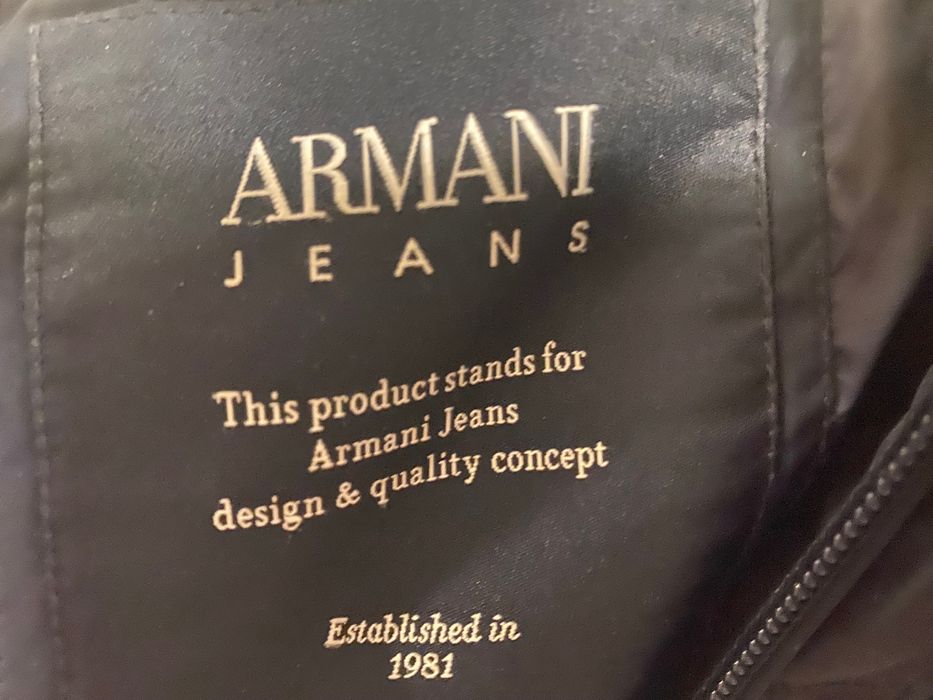 ARMANI
JEANS
This product stands for
Armani Jeans
design & quality concept
Established in
1981